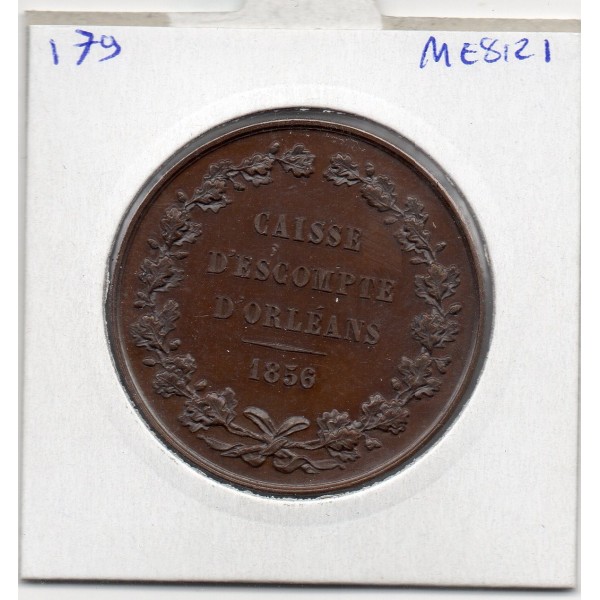 179 ME8121
CAISSE
D'ESCOMPTE
D'ORLÉANS
1856